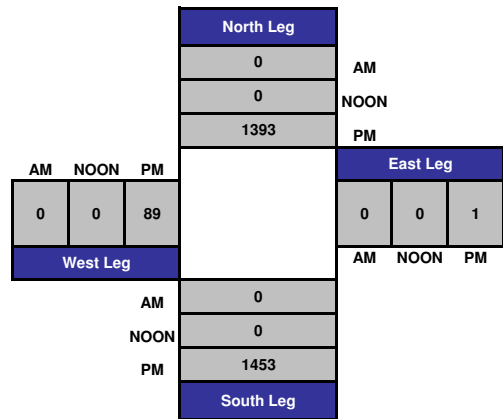 North Leg
0 AM
0 NOON
1393 PM
AM NOON PM East Leg
0 0 89 0 0 1
West Leg AM NOON PM
AM 0
NOON 0
PM 1453
South Leg